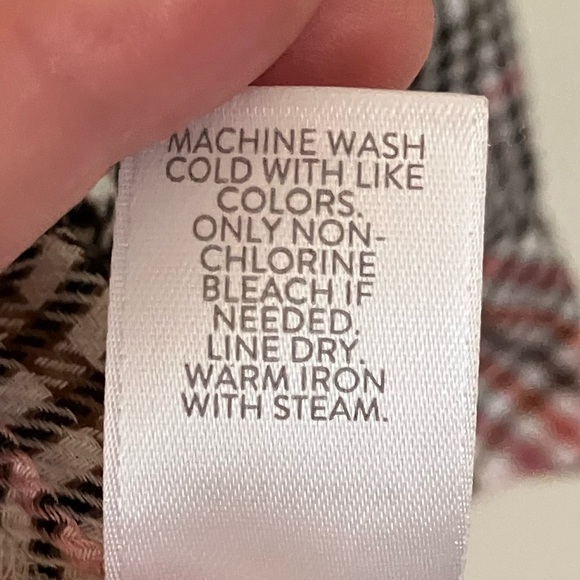 MACHINE WASH
COLD WITH LIKE
COLORS.
ONLY NON-
CHLORINE
BLEACH IF
NEEDED.
LINE DRY.
WARM IRON
WITH STEAM.